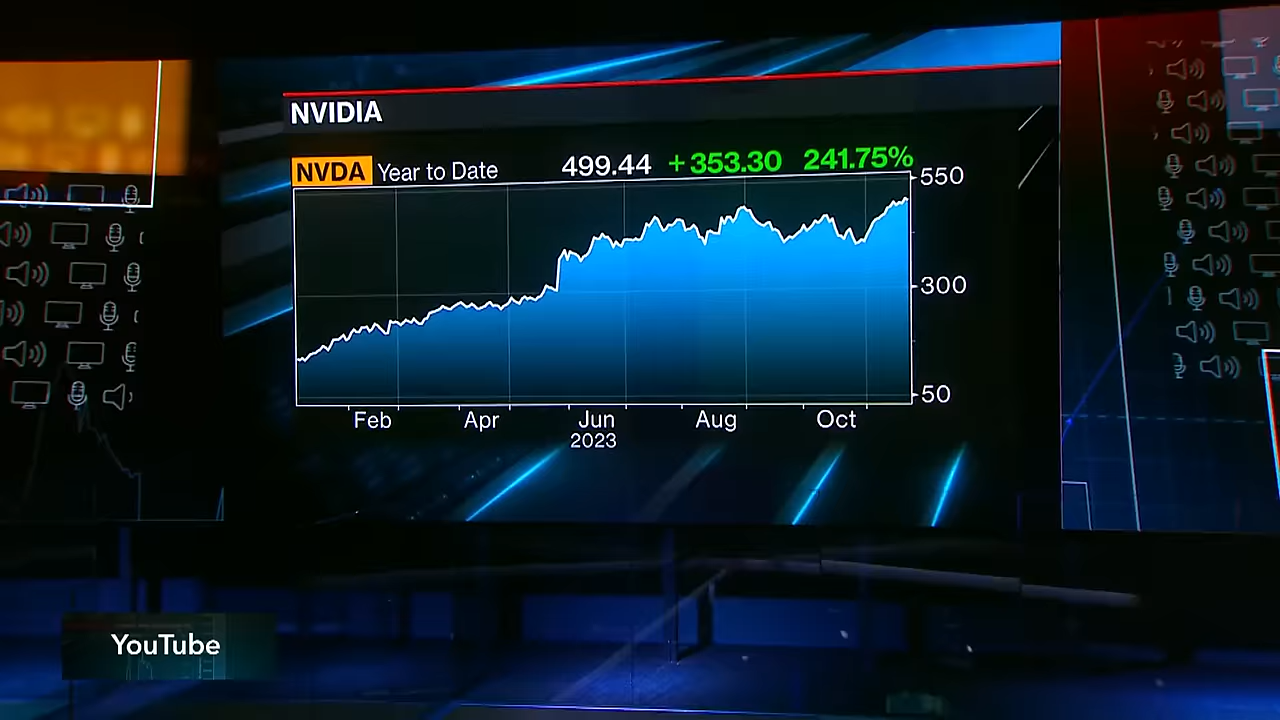 NVIDIA
NVDA Year to Date 499.44 +353.30 241.75%
550
300
50
Feb Apr Jun Aug Oct
2023
YouTube